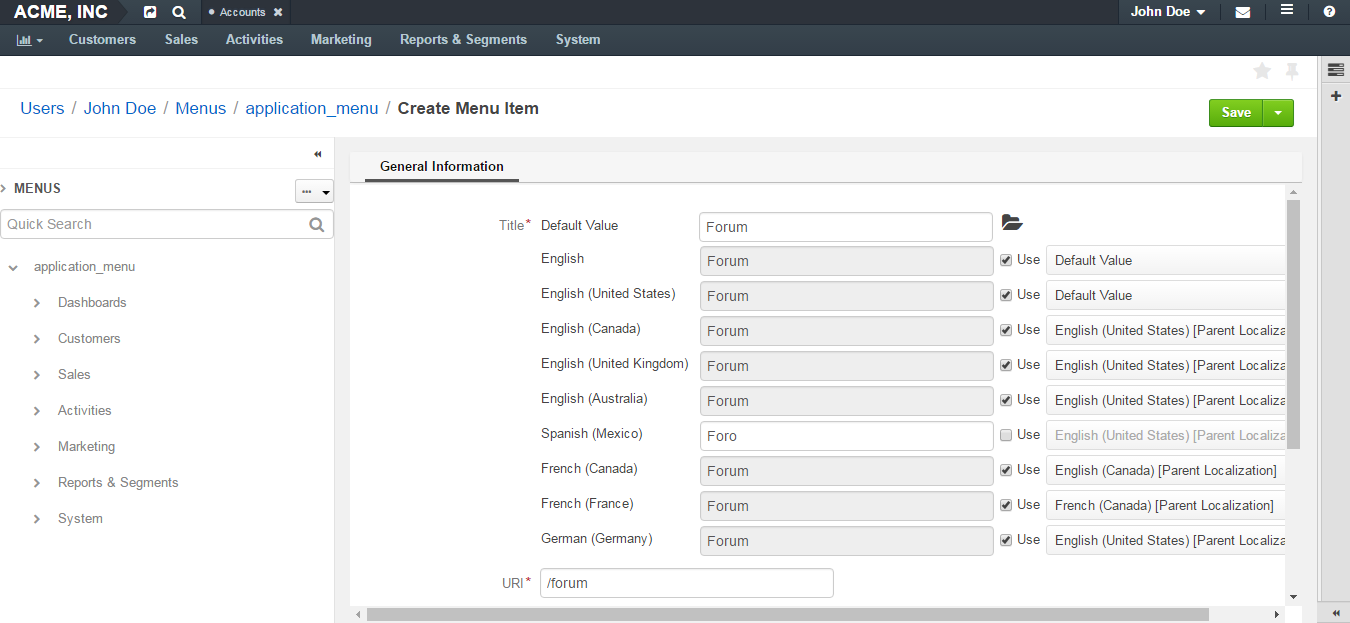 ACME, INC • Accounts ✖ John Doe
Customers Sales Activities Marketing Reports & Segments System
Users / John Doe / Menus / application_menu / Create Menu Item
Save
General Information
MENUS
...
Quick Search
application_menu
Dashboards
Customers
Sales
Activities
Marketing
Reports & Segments
System
Title* Default Value Forum
English Forum Use Default Value
English (United States) Forum Use Default Value
English (Canada) Forum Use English (United States) [Parent Localiza
English (United Kingdom) Forum Use English (United States) [Parent Localiza
English (Australia) Forum Use English (United States) [Parent Localiza
Spanish (Mexico) Foro Use English (United States) [Parent Localiza
French (Canada) Forum Use English (Canada) [Parent Localization]
French (France) Forum Use French (Canada) [Parent Localization]
German (Germany) Forum Use English (United States) [Parent Localiza
URI* /forum